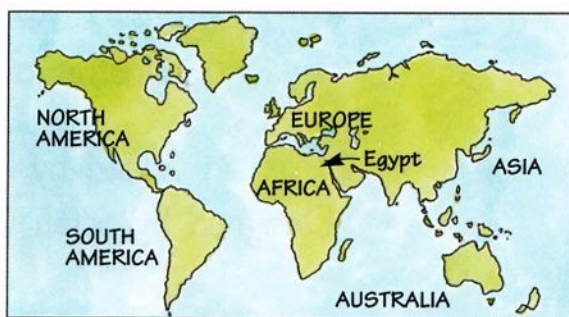 NORTH
AMERICA
EUROPE
Egypt
ASIA
AFRICA
SOUTH
AMERICA
AUSTRALIA